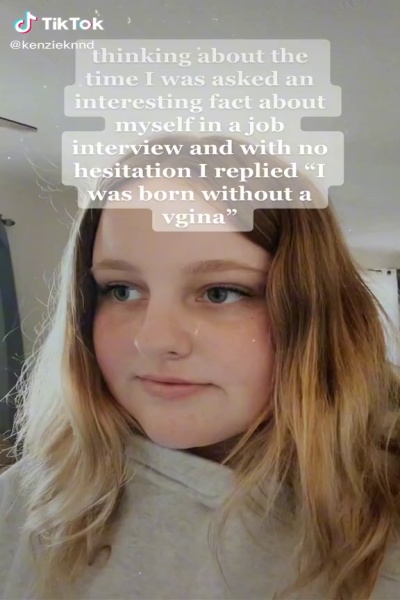 TikTok
@kenzieknnd
thinking about the
time I was asked an
interesting fact about
myself in a job
interview and with no
hesitation I replied “I
was born without a
vgina”